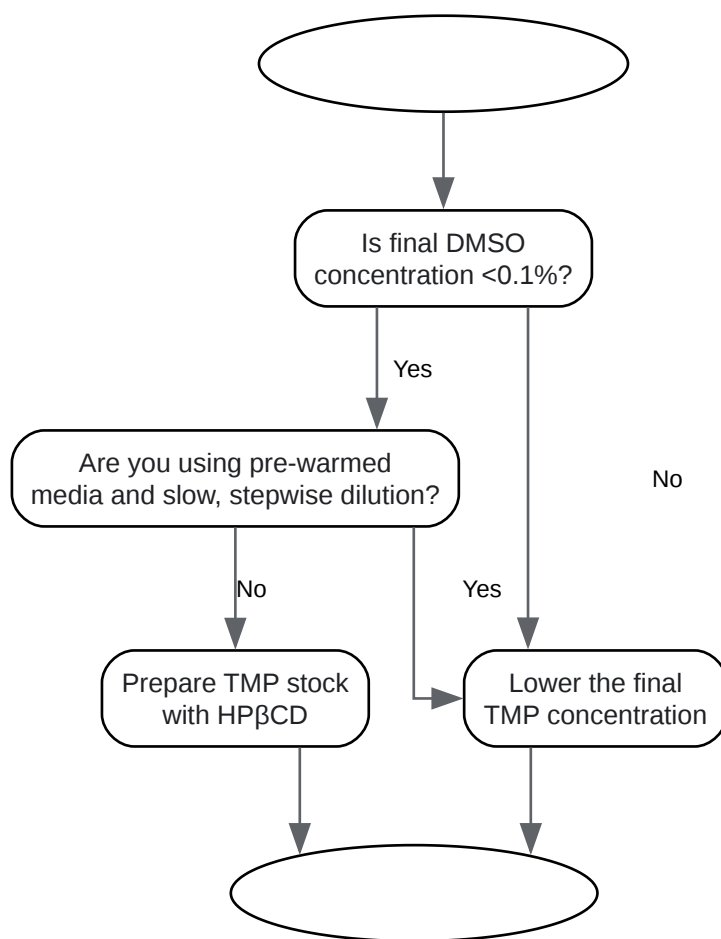 Is final DMSO
concentration <0.1%?
Yes
Are you using pre-warmed
media and slow, stepwise dilution?
No
No
Yes
Prepare TMP stock
with HPβCD
Lower the final
TMP concentration